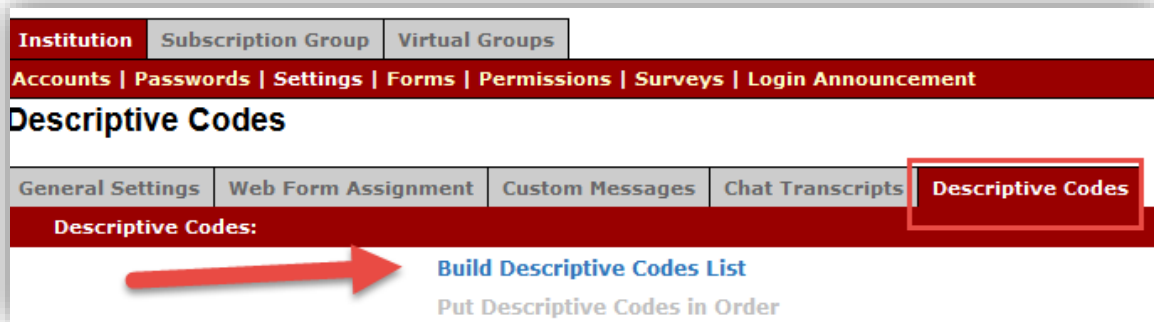 Institution Subscription Group Virtual Groups
Accounts | Passwords | Settings | Forms | Permissions | Surveys | Login Announcement
Descriptive Codes
General Settings Web Form Assignment Custom Messages Chat Transcripts Descriptive Codes
Descriptive Codes:
Build Descriptive Codes List
Put Descriptive Codes in Order